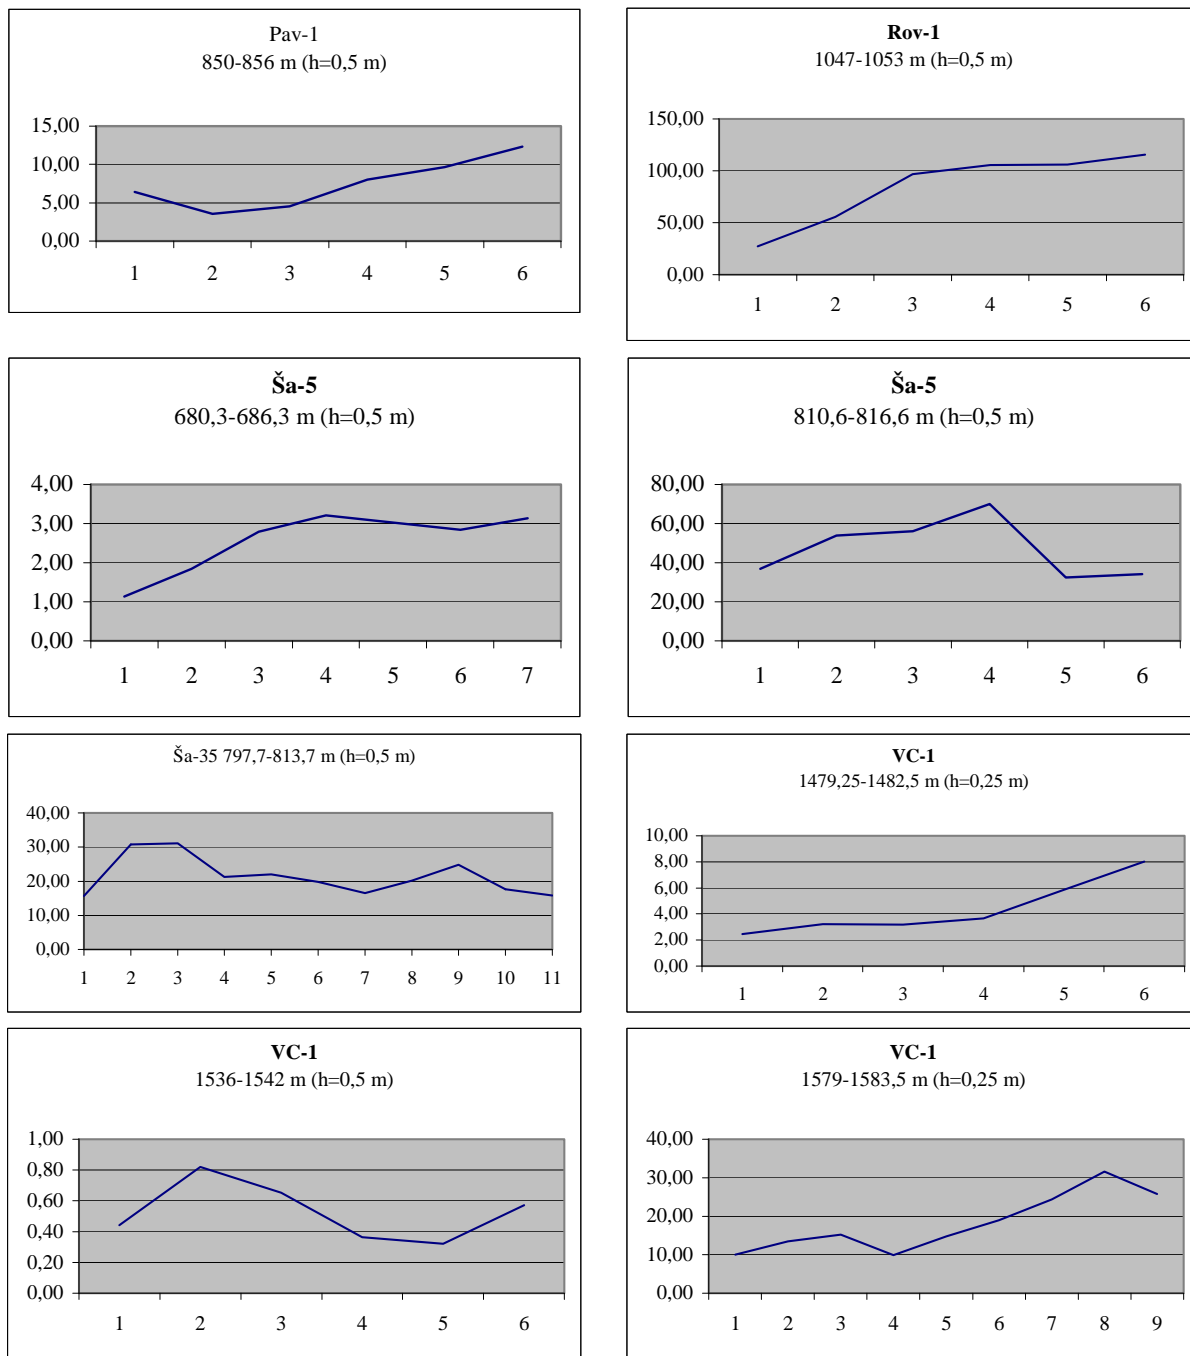 Pav-1
850-856 m (h=0,5 m)
15,00
10,00
5,00
0,00
1 2 3 4 5 6
Rov-1
1047-1053 m (h=0,5 m)
150,00
100,00
50,00
0,00
1 2 3 4 5 6
Ša-5
680,3-686,3 m (h=0,5 m)
4,00
3,00
2,00
1,00
0,00
1 2 3 4 5 6 7
Ša-5
810,6-816,6 m (h=0,5 m)
80,00
60,00
40,00
20,00
0,00
1 2 3 4 5 6
Ša-35 797,7-813,7 m (h=0,5 m)
40,00
30,00
20,00
10,00
0,00
1 2 3 4 5 6 7 8 9 10 11
VC-1
1479,25-1482,5 m (h=0,25 m)
10,00
8,00
6,00
4,00
2,00
0,00
1 2 3 4 5 6
VC-1
1536-1542 m (h=0,5 m)
1,00
0,80
0,60
0,40
0,20
0,00
1 2 3 4 5 6
VC-1
1579-1583,5 m (h=0,25 m)
40,00
30,00
20,00
10,00
0,00
1 2 3 4 5 6 7 8 9